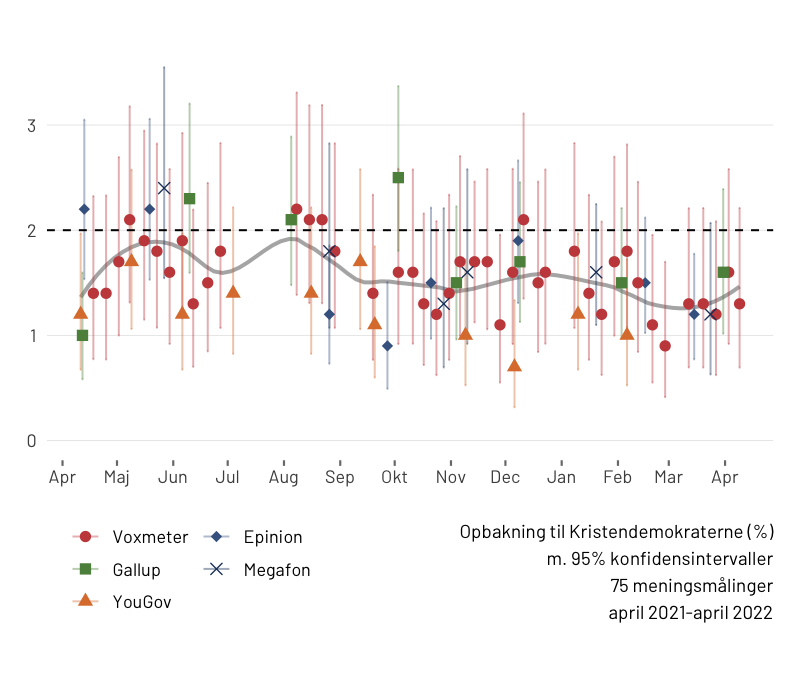 3
2
1
0
Apr Maj Jun Jul Aug Sep Okt Nov Dec Jan Feb Mar Apr
Voxmeter Epinion
Gallup Megafon
YouGov
Opbakning til Kristendemokraterne (%)
m. 95% konfidensintervaller
75 meningsmålinger
april 2021-april 2022